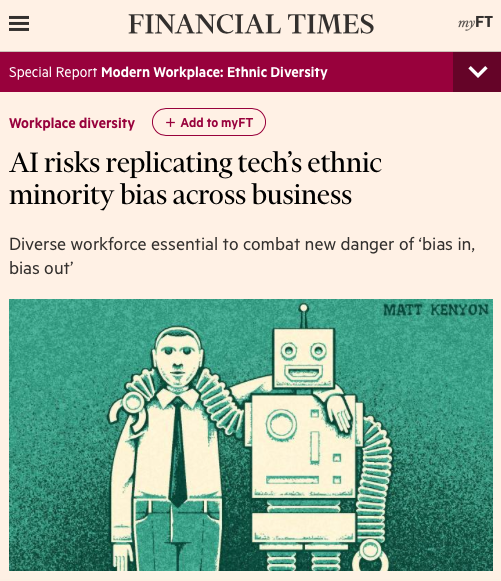 FINANCIAL TIMES
myFT
Special Report Modern Workplace: Ethnic Diversity
Workplace diversity
+ Add to myFT
AI risks replicating tech’s ethnic
minority bias across business
Diverse workforce essential to combat new danger of ‘bias in,
bias out’
MATT KENYON